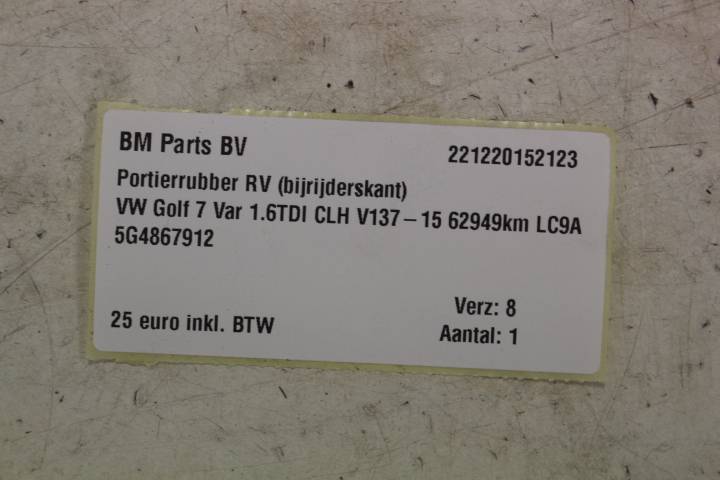 BM Parts BV 221220152123
Portierrubber RV (bijrijderskant)
VW Golf 7 Var 1.6TDI CLH V137-15 62949km LC9A
5G4867912
Verz: 8
25 euro inkl. BTW Aantal: 1